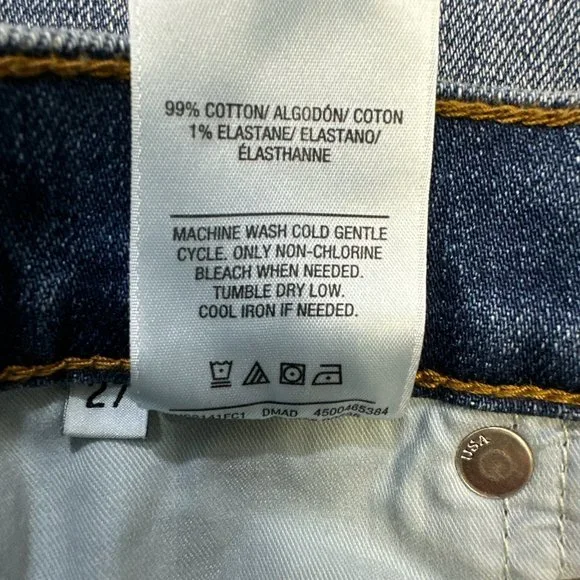 99% COTTON/ ALGODÓN/ COTON
1% ELASTANE/ ELASTANO/
ÉLASTHANNE
MACHINE WASH COLD GENTLE
CYCLE. ONLY NON-CHLORINE
BLEACH WHEN NEEDED.
TUMBLE DRY LOW.
COOL IRON IF NEEDED.
DMAD 4500465384
27
USA